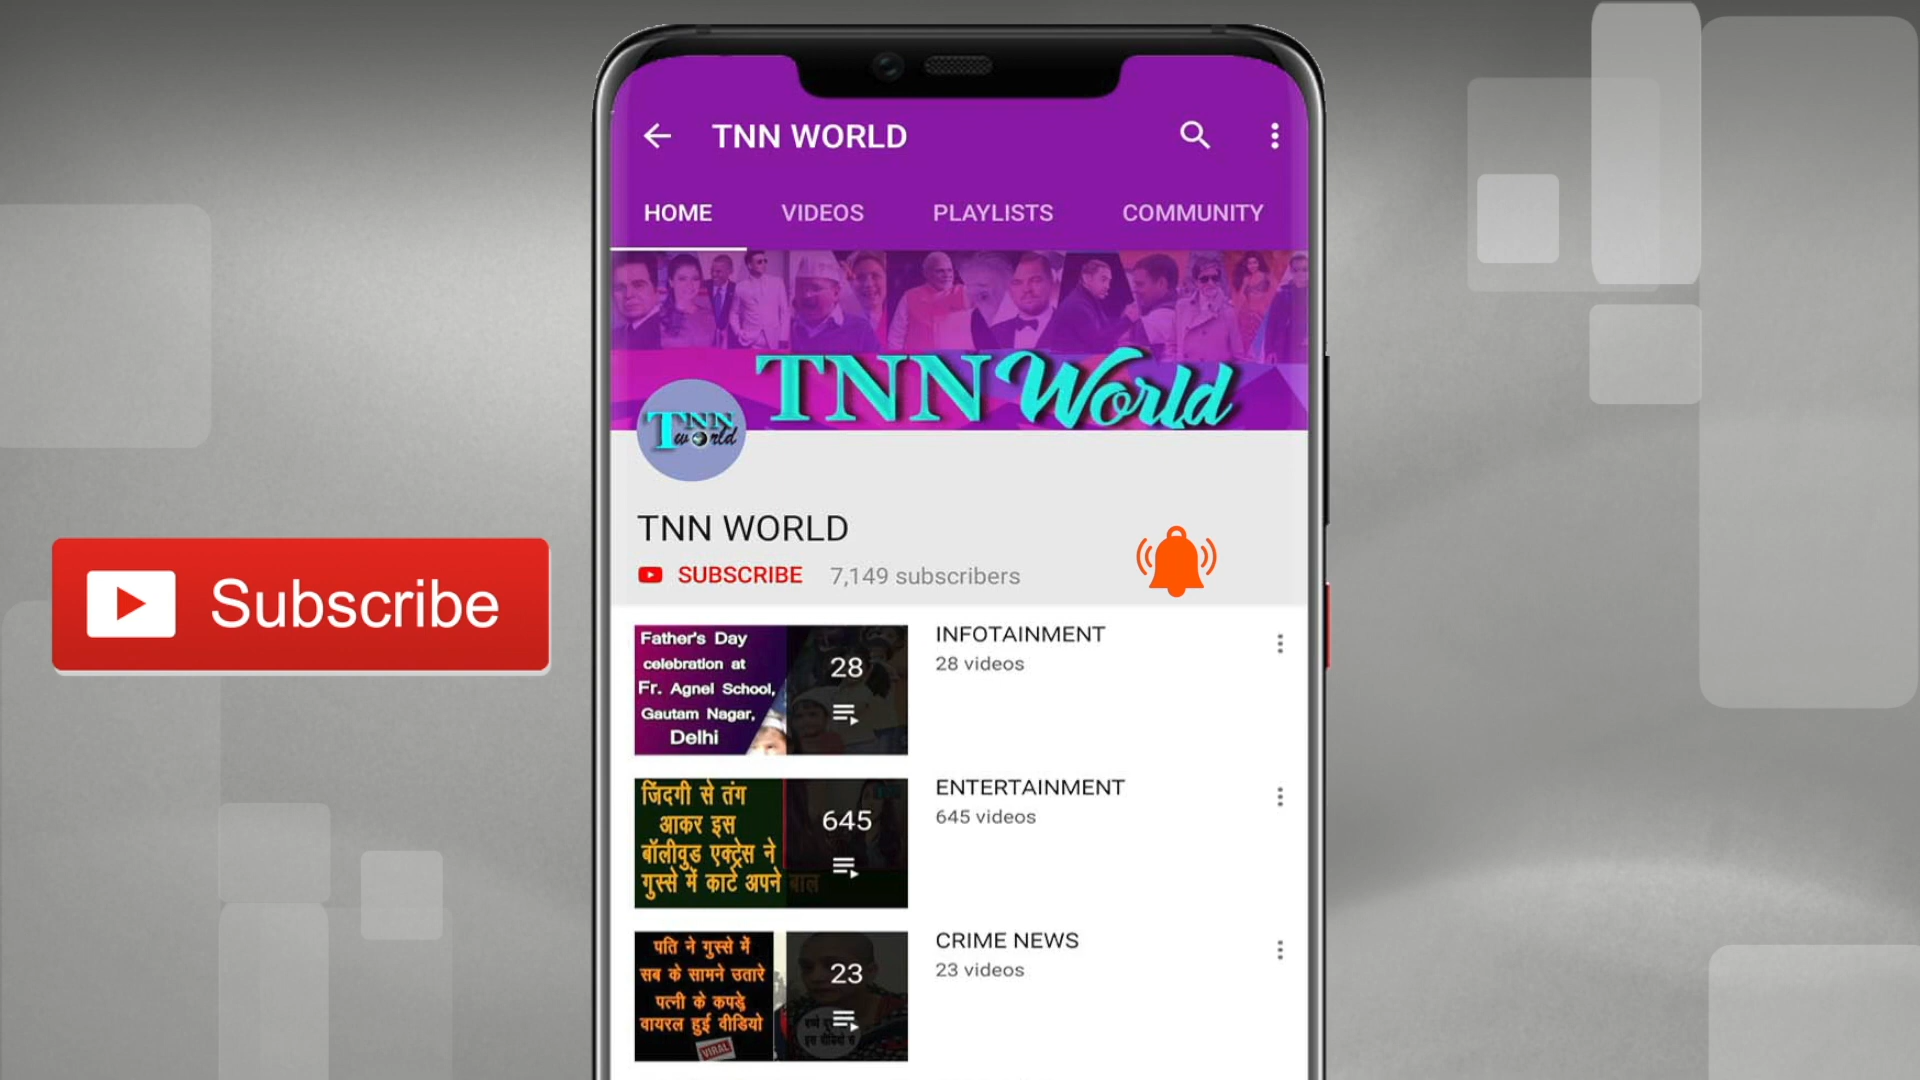 TNN WORLD
HOME VIDEOS PLAYLISTS COMMUNITY
TNN World
TNN
world
TNN WORLD
SUBSCRIBE 7,149 subscribers
Subscribe
Father's Day
celebration at
Fr. Agnel School,
Gautam Nagar,
Delhi
28
INFOTAINMENT
28 videos
जिंदगी से तंग
आकर इस
बॉलीवुड एक्ट्रेस ने
गुस्से में काटे अपने बाल
645
ENTERTAINMENT
645 videos
पति ने गुस्से में
सब के सामने उतारे
पत्नी के कपड़े
वायरल हुई वीडियो
VIRAL
23
CRIME NEWS
23 videos